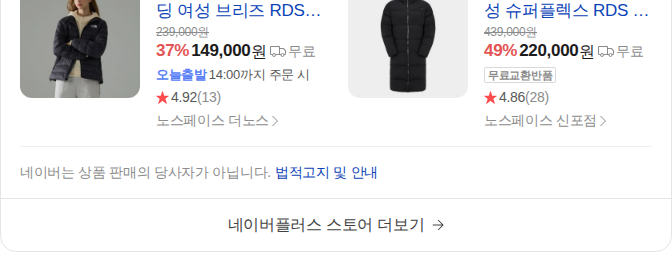 딩 여성 브리즈 RDS…
239,000원
37% 149,000원 무료
오늘출발 14:00까지 주문 시
★4.92(13)
노스페이스 더노스 >
성 슈퍼플렉스 RDS …
439,000원
49% 220,000원 무료
무료교환반품
★4.86(28)
노스페이스 신포점 >
네이버는 상품 판매의 당사자가 아닙니다. 법적고지 및 안내
네이버플러스 스토어 더보기 →